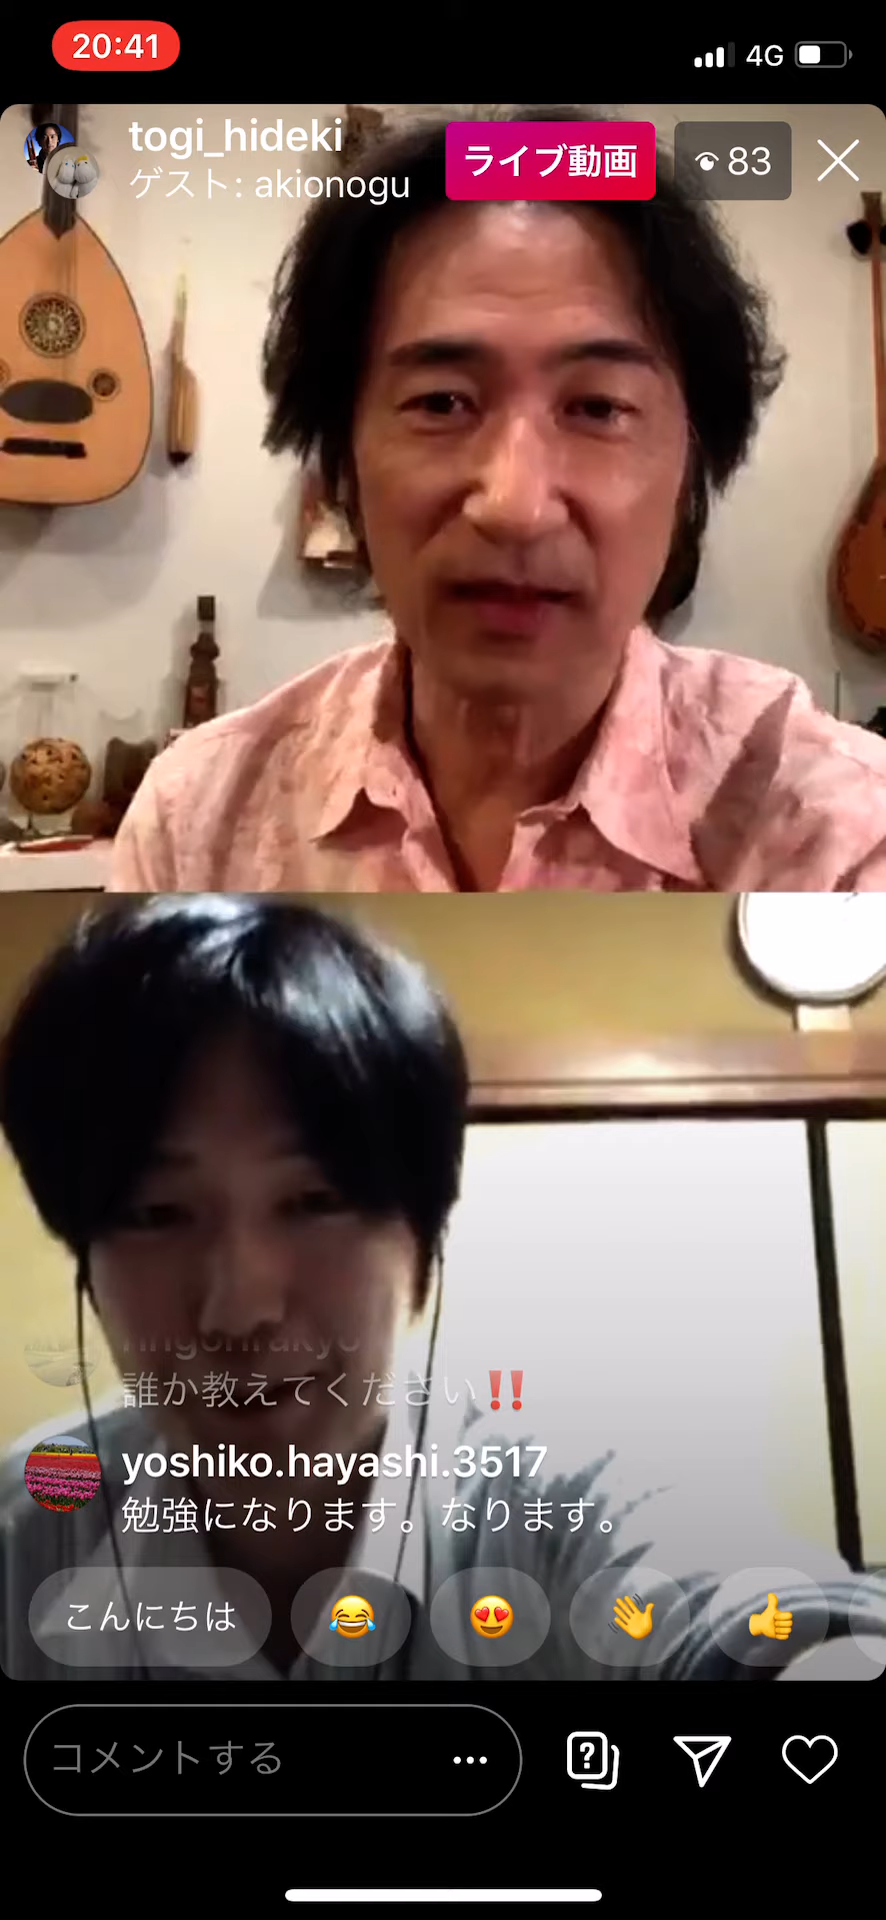 20:41
4G
togi_hideki
ゲスト: akionogu
ライブ動画
83
誰か教えてください‼️
yoshiko.hayashi.3517
勉強になります。なります。
こんにちは
コメントする